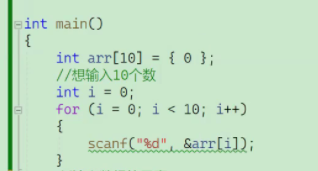 int main()
{
int arr[10] = { 0 };
//想输入10个数
int i = 0;
for (i = 0; i < 10; i++)
{
scanf("%d", &arr[i]);
}